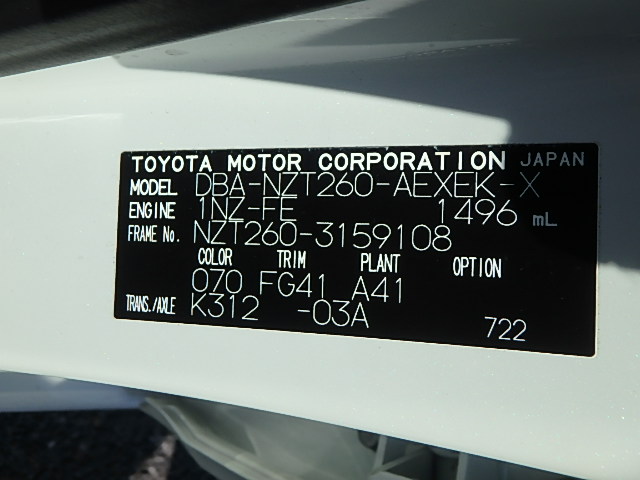 TOYOTA MOTOR CORPORATION JAPAN
MODEL DBA-NZT260-AEXEK-X
ENGINE 1NZ-FE 1496 mL
FRAME No. NZT260-3159108
COLOR TRIM PLANT OPTION
070 FG41 A41
TRANS./AXLE K312 -03A
722